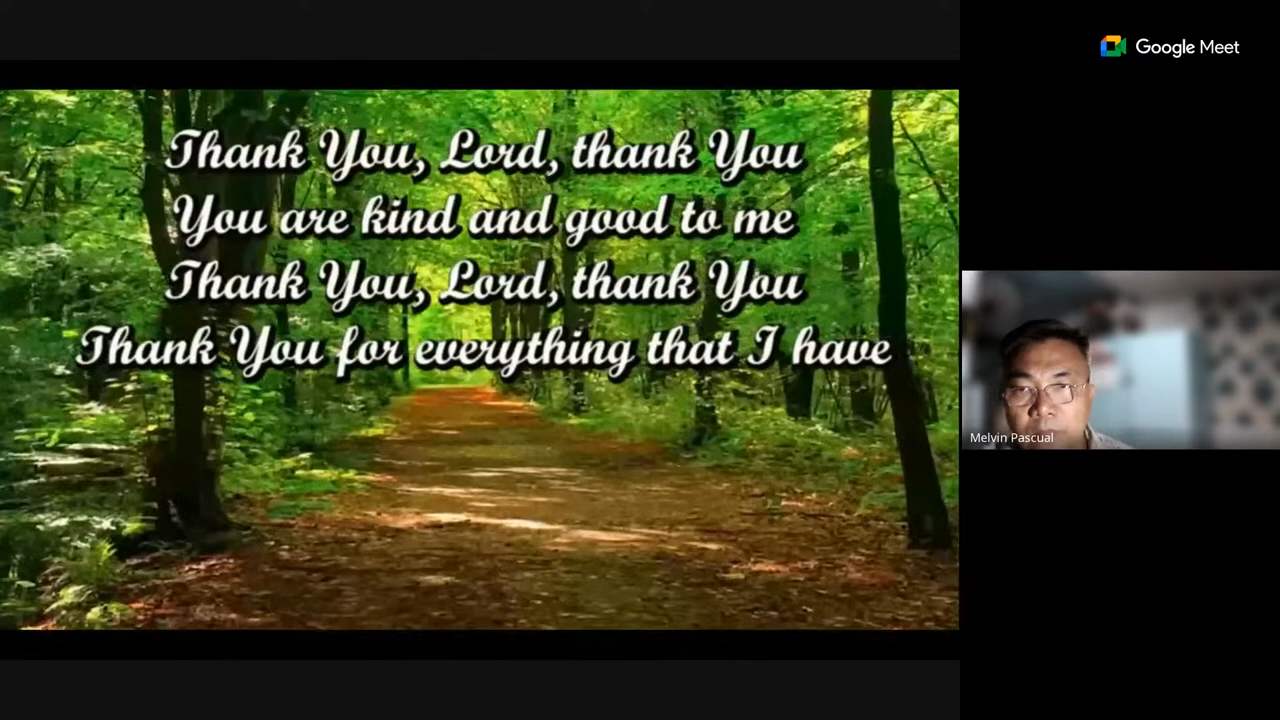 Thank You, Lord, thank You
You are kind and good to me
Thank You, Lord, thank You
Thank You for everything that I have
Google Meet
Melvin Pascual